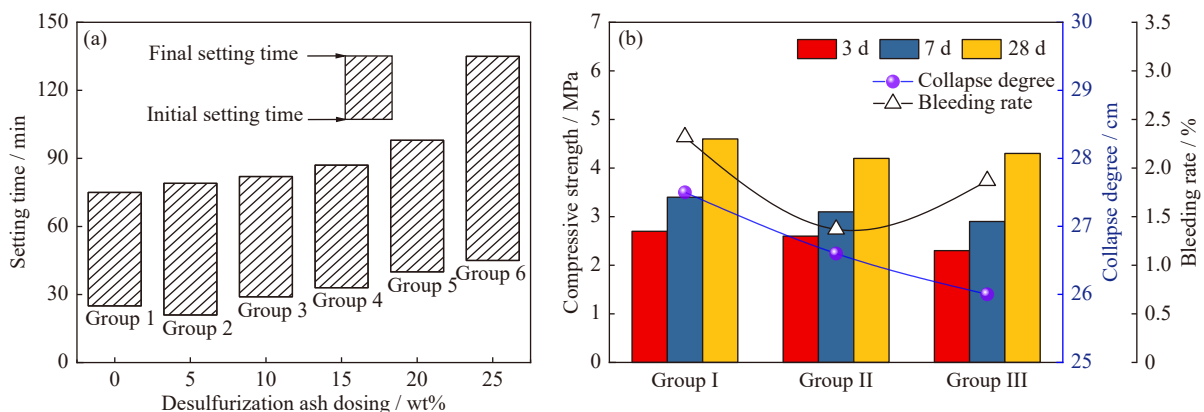 (a)
Final setting time
Initial setting time
Setting time / min
150
120
90
60
30
0
Group 1
Group 2
Group 3
Group 4
Group 5
Group 6
0 5 10 15 20 25
Desulfurization ash dosing / wt%
(b)
3 d 7 d 28 d
Collapse degree
Bleeding rate
Compressive strength / MPa
7
6
5
4
3
2
1
0
Group I Group II Group III
30
29
28
27
26
25
Collapse degree / cm
3.5
3.0
2.5
2.0
1.5
1.0
0.5
0
Bleeding rate / %